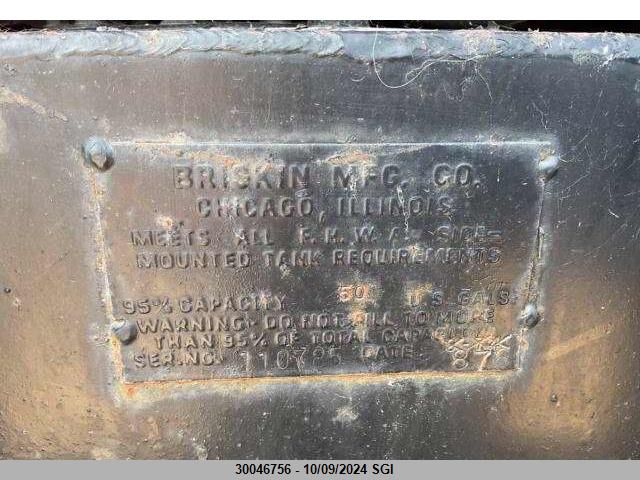 BRISKIN MFG. CO.
CHICAGO, ILLINOIS
MEETS ALL F.H.W.A. SIDE-
MOUNTED TANK REQUIREMENTS
95% CAPACITY 50 U.S. GALS.
WARNING- DO NOT FILL TO MORE
THAN 95% OF TOTAL CAPACITY
SER. NO. 110785 DATE
30046756 - 10/09/2024 SGI